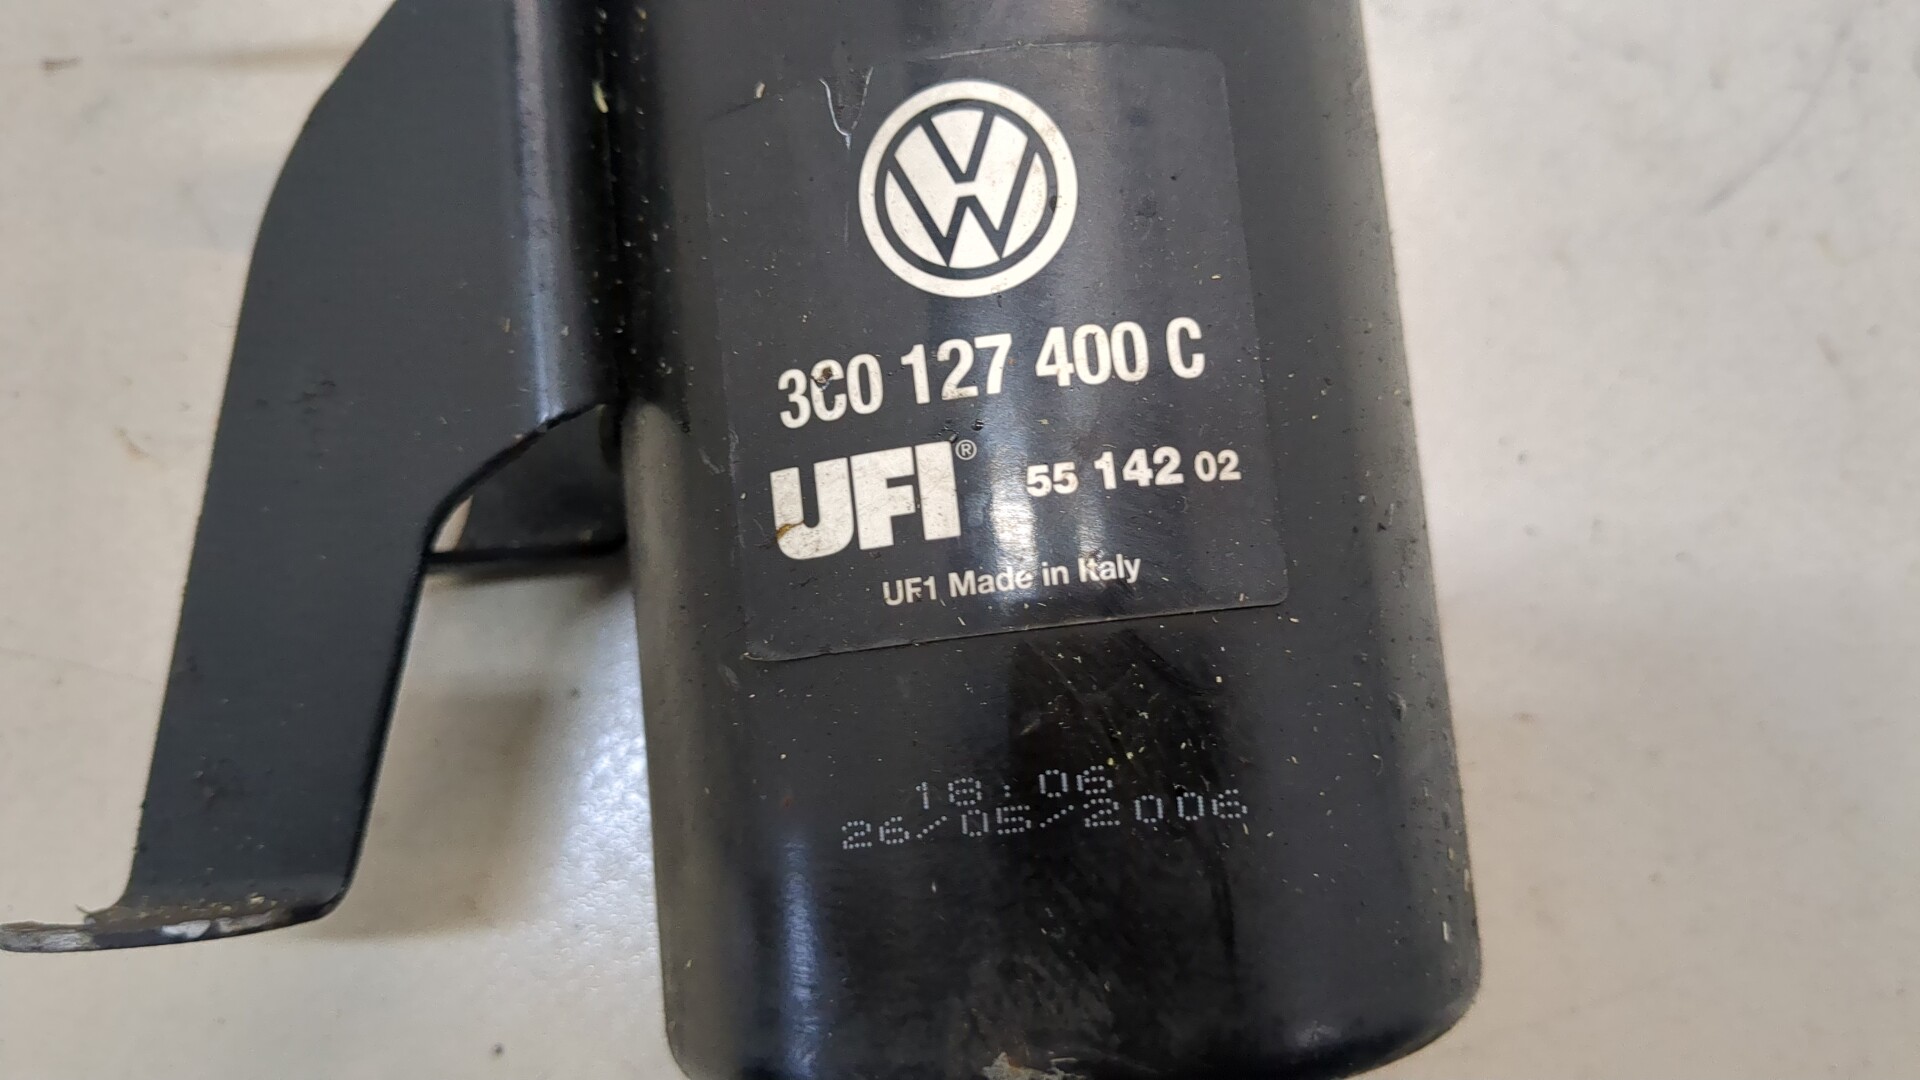 3C0 127 400 C
UFI® 55 142 02
UF1 Made in Italy
18:06
26/05/2006